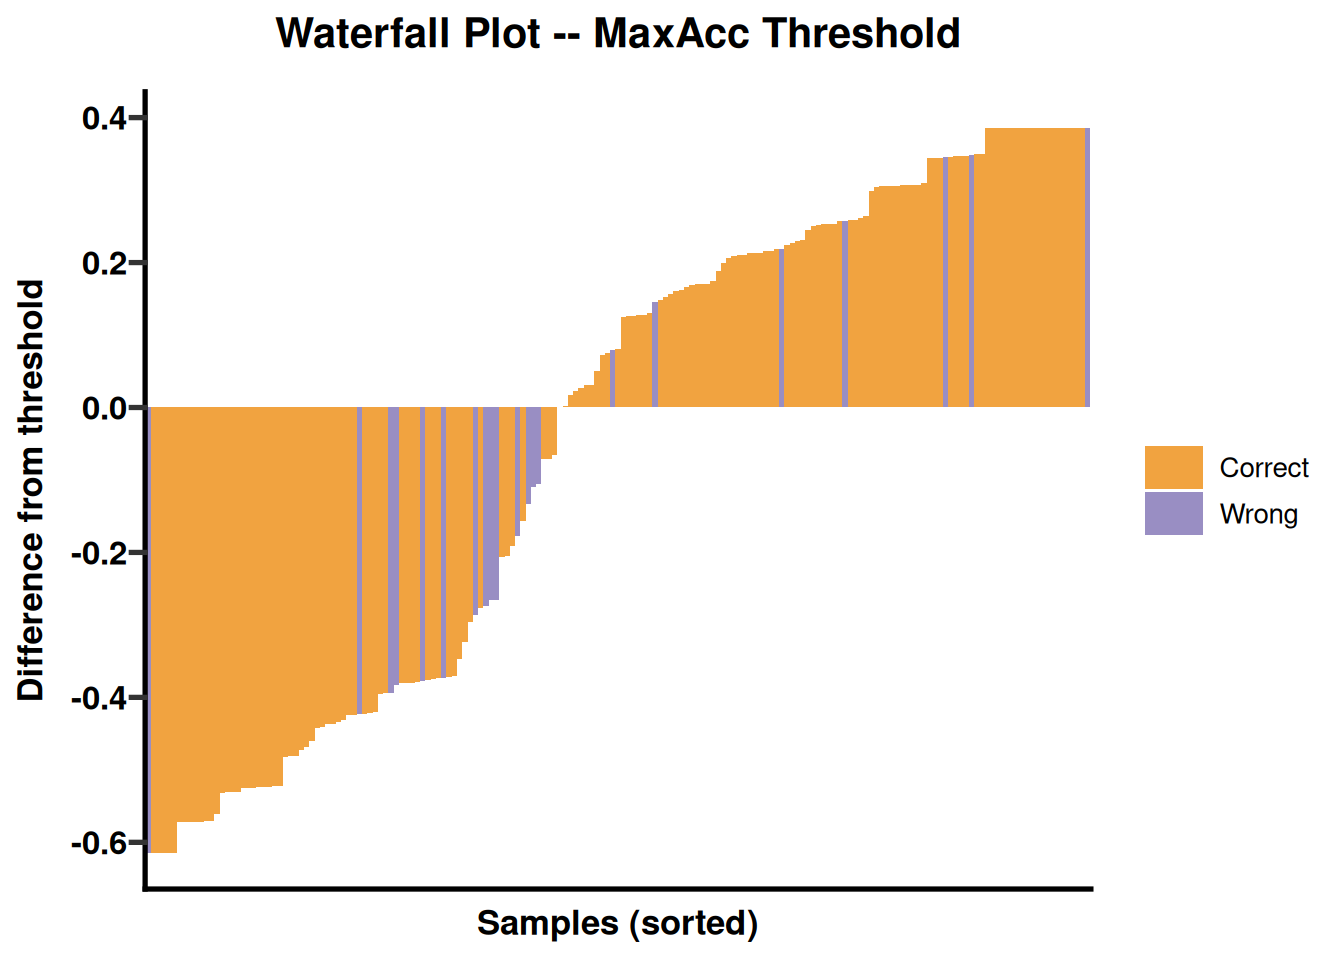 Waterfall Plot -- MaxAcc Threshold
0.4
0.2
0.0
-0.2
-0.4
-0.6
Difference from threshold
Samples (sorted)
Correct
Wrong